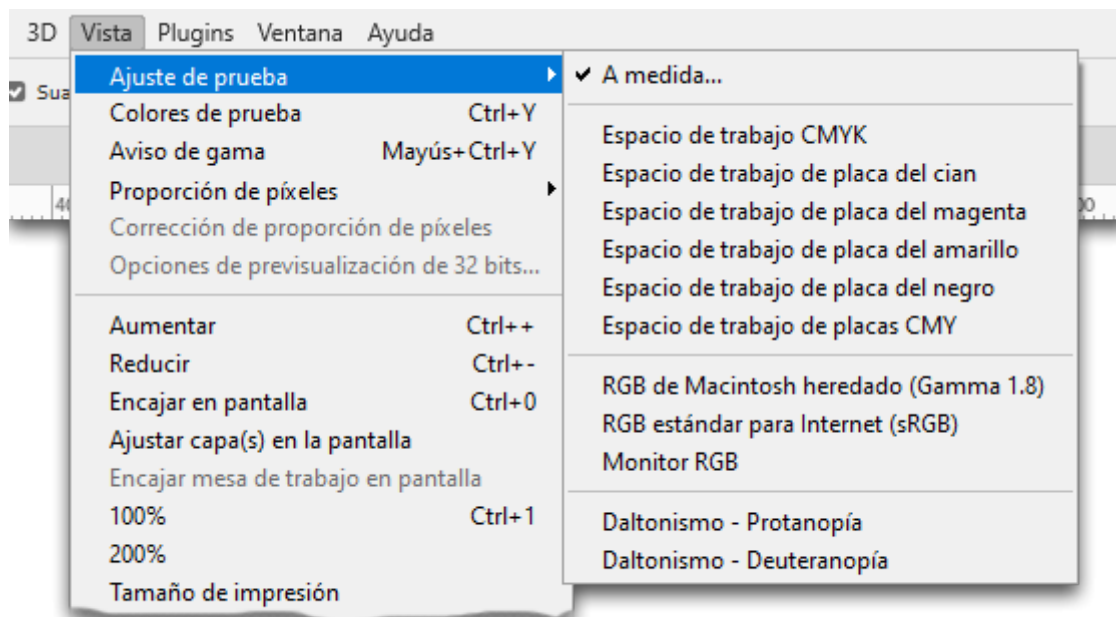 3D Vista Plugins Ventana Ayuda
Ajuste de prueba
Colores de prueba Ctrl+Y
Aviso de gama Mayús+Ctrl+Y
Proporción de píxeles
Corrección de proporción de píxeles
Opciones de previsualización de 32 bits...
Aumentar Ctrl++
Reducir Ctrl+-
Encajar en pantalla Ctrl+0
Ajustar capa(s) en la pantalla
Encajar mesa de trabajo en pantalla
100% Ctrl+1
200%
Tamaño de impresión
A medida...
Espacio de trabajo CMYK
Espacio de trabajo de placa del cian
Espacio de trabajo de placa del magenta
Espacio de trabajo de placa del amarillo
Espacio de trabajo de placa del negro
Espacio de trabajo de placas CMY
RGB de Macintosh heredado (Gamma 1.8)
RGB estándar para Internet (sRGB)
Monitor RGB
Daltonismo - Protanopía
Daltonismo - Deuteranopía